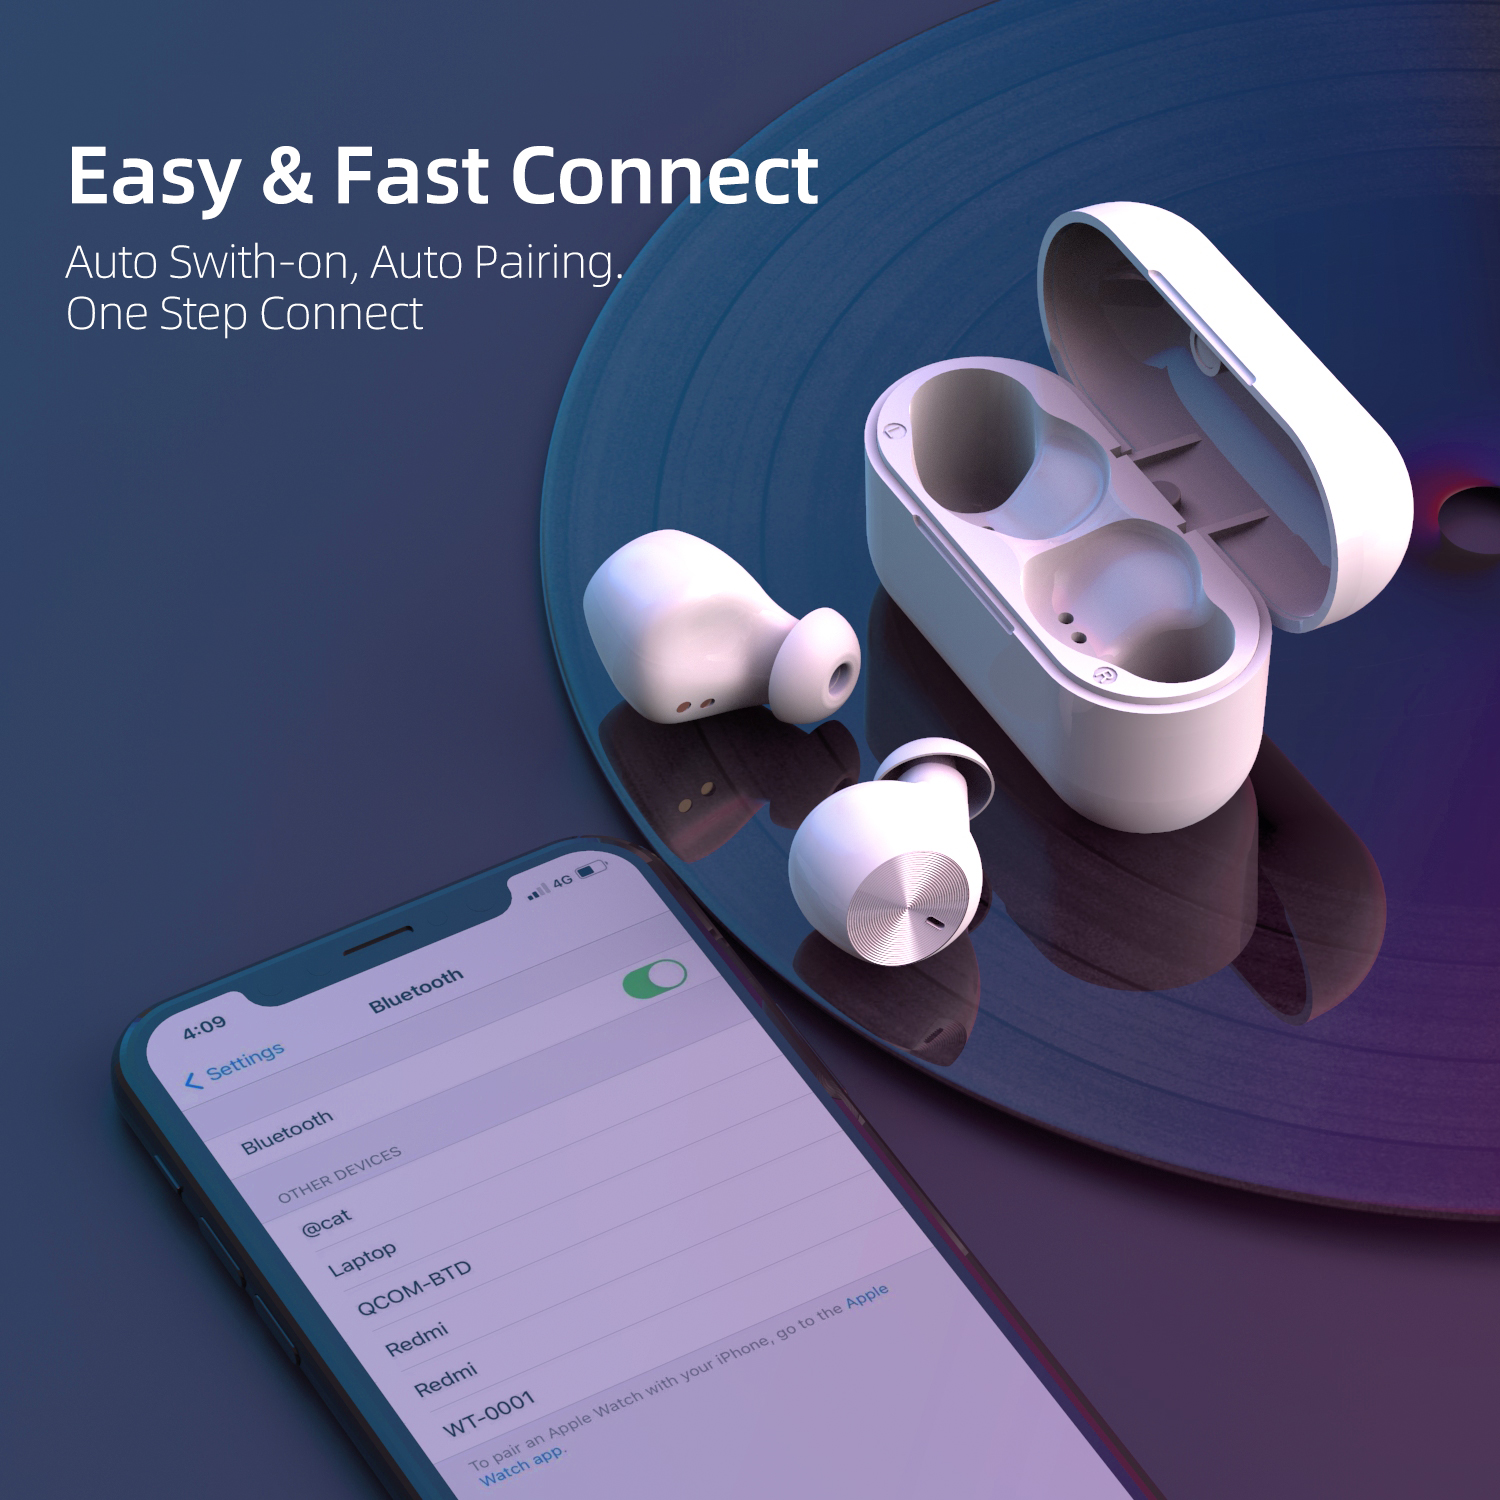 Easy & Fast Connect
Auto Swith-on, Auto Pairing.
One Step Connect
L
R
4G
4:09
Bluetooth
Settings
Bluetooth
OTHER DEVICES
@cat
Laptop
QCOM-BTD
Redmi
Redmi
WT-0001
To pair an Apple Watch with your iPhone, go to the Apple
Watch app.